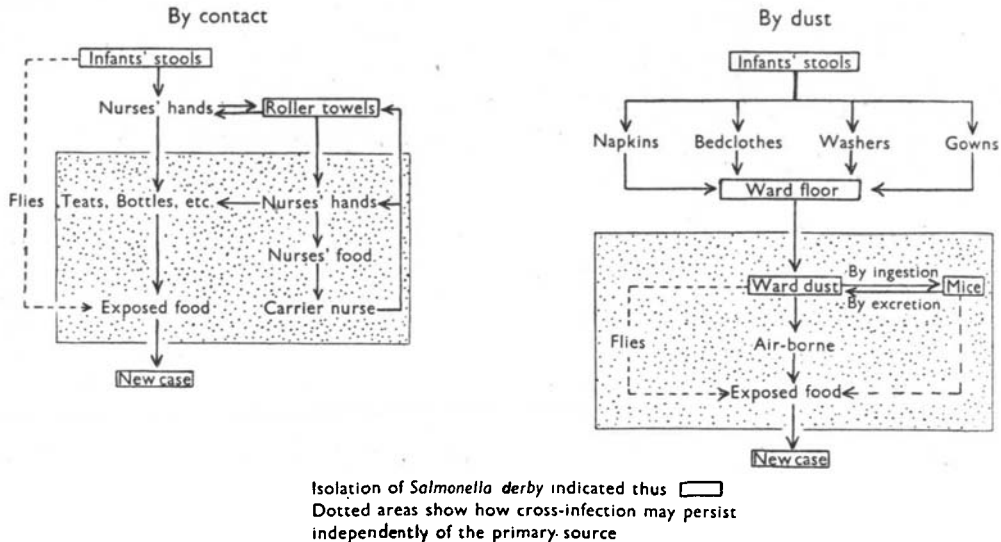 By contact
Infants' stools
Nurses' hands
Roller towels
Flies
Teats, Bottles, etc.
Nurses' hands
Nurses' food
Exposed food
Carrier nurse
New case
By dust
Infants' stools
Napkins
Bedclothes
Washers
Gowns
Ward floor
Ward dust
By ingestion
By excretion
Mice
Flies
Air-borne
Exposed food
New case
Isolation of Salmonella derby indicated thus
Dotted areas show how cross-infection may persist
independently of the primary source